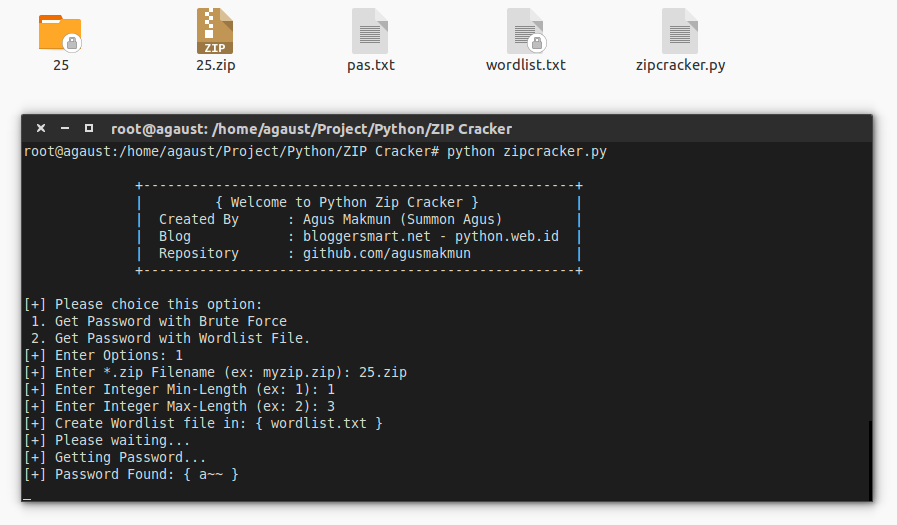 25
25.zip
pas.txt
wordlist.txt
zipcracker.py
ZIP
root@agaust: /home/agaust/Project/Python/ZIP Cracker
root@agaust:/home/agaust/Project/Python/ZIP Cracker# python zipcracker.py
+------------------------------------------------------+
| { Welcome to Python Zip Cracker } |
| Created By : Agus Makmun (Summon Agus) |
| Blog : bloggersmart.net - python.web.id |
| Repository : github.com/agusmakmun |
+------------------------------------------------------+
[+] Please choice this option:
1. Get Password with Brute Force
2. Get Password with Wordlist File.
[+] Enter Options: 1
[+] Enter *.zip Filename (ex: myzip.zip): 25.zip
[+] Enter Integer Min-Length (ex: 1): 1
[+] Enter Integer Max-Length (ex: 2): 3
[+] Create Wordlist file in: { wordlist.txt }
[+] Please waiting...
[+] Getting Password...
[+] Password Found: { a~~ }